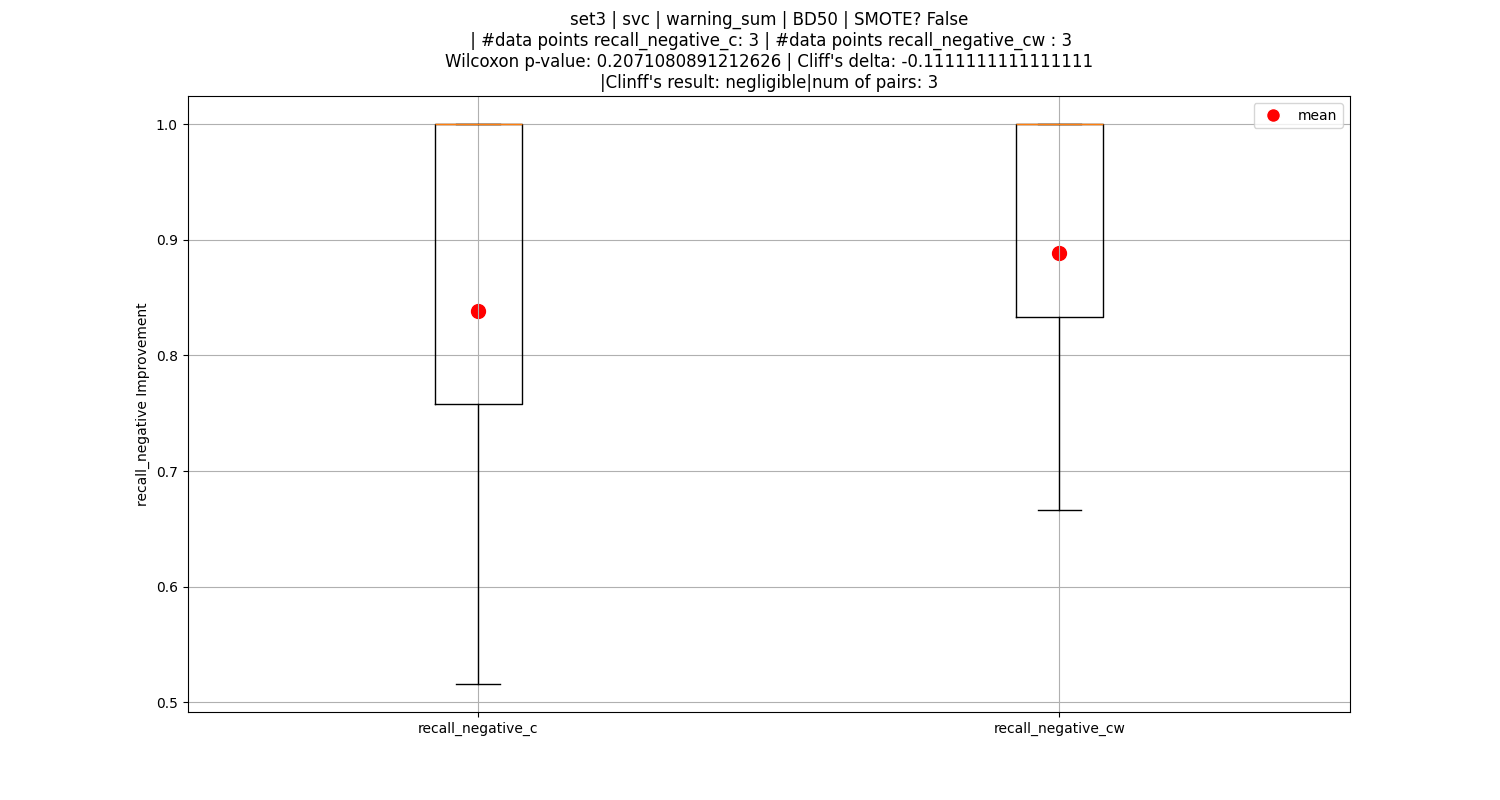 set3 | svc | warning_sum | BD50 | SMOTE? False
| #data points recall_negative_c: 3 | #data points recall_negative_cw : 3
Wilcoxon p-value: 0.2071080891212626 | Cliff's delta: -0.1111111111111111
|Clinff's result: negligible|num of pairs: 3
mean
recall_negative Improvement
1.0
0.9
0.8
0.7
0.6
0.5
recall_negative_c
recall_negative_cw